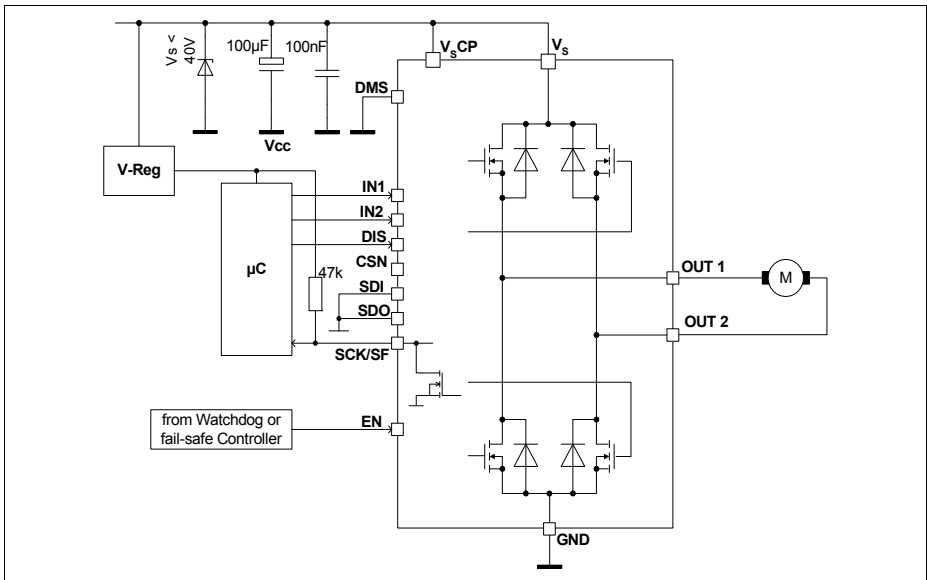 Vs <
40V
100µF
100nF
VSCP
VS
DMS
Vcc
V-Reg
IN1
IN2
DIS
µC
CSN
47k
SDI
SDO
SCK/SF
OUT 1
M
OUT 2
from Watchdog or
fail-safe Controller
EN
GND